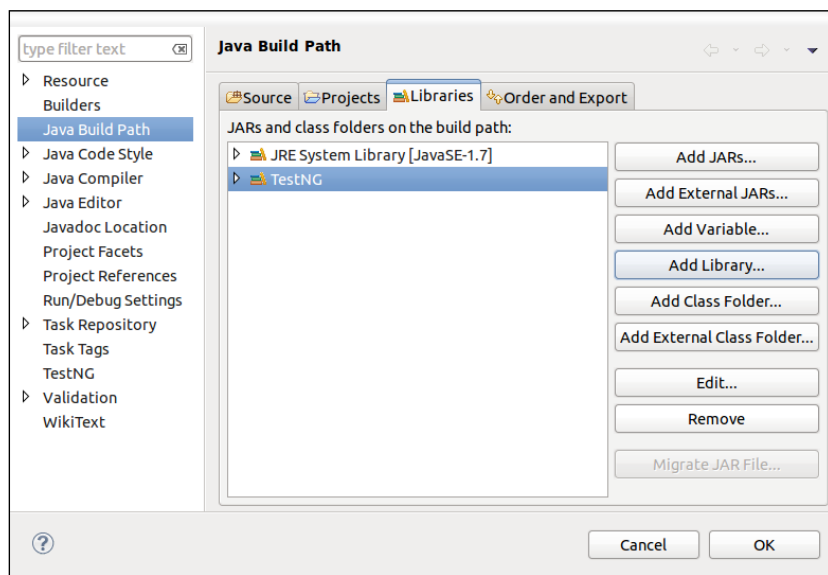 type filter text
Resource
Builders
Java Build Path
Java Code Style
Java Compiler
Java Editor
Javadoc Location
Project Facets
Project References
Run/Debug Settings
Task Repository
Task Tags
TestNG
Validation
WikiText
Java Build Path
Source Projects Libraries Order and Export
JARs and class folders on the build path:
JRE System Library [JavaSE-1.7]
TestNG
Add JARs...
Add External JARs...
Add Variable...
Add Library...
Add Class Folder...
Add External Class Folder...
Edit...
Remove
Migrate JAR File...
Cancel OK